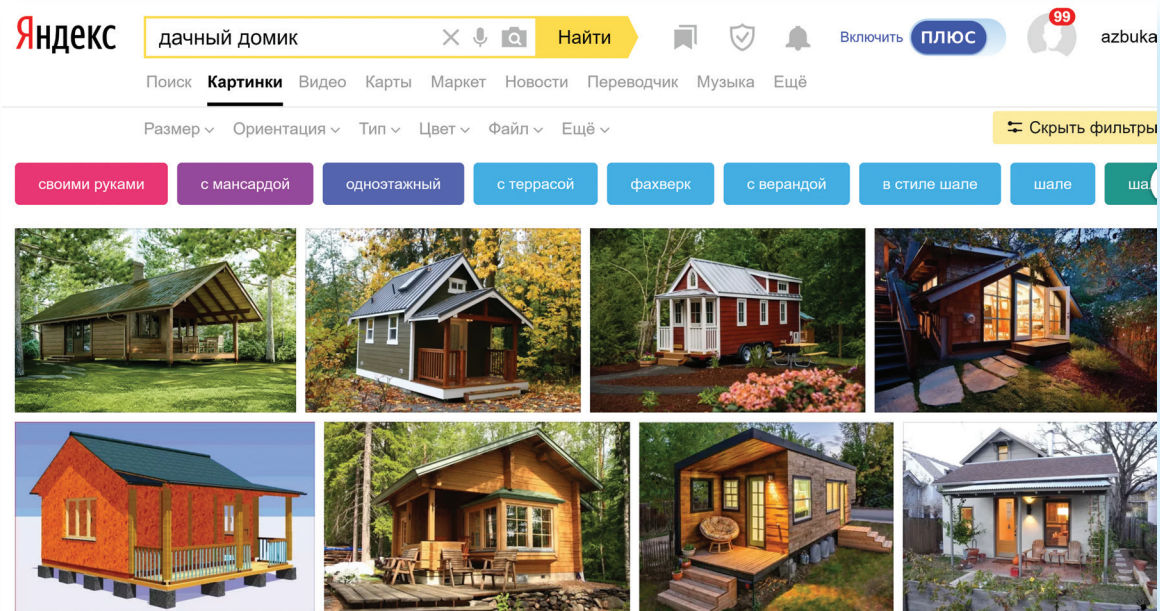 Яндекс дачный домик Найти Включить ПЛЮС 99 azbuka
Поиск Картинки Видео Карты Маркет Новости Переводчик Музыка Ещё
Размер Ориентация Тип Цвет Файл Ещё Скрыть фильтры
своими руками с мансардой одноэтажный с террасой фахверк с верандой в стиле шале шале